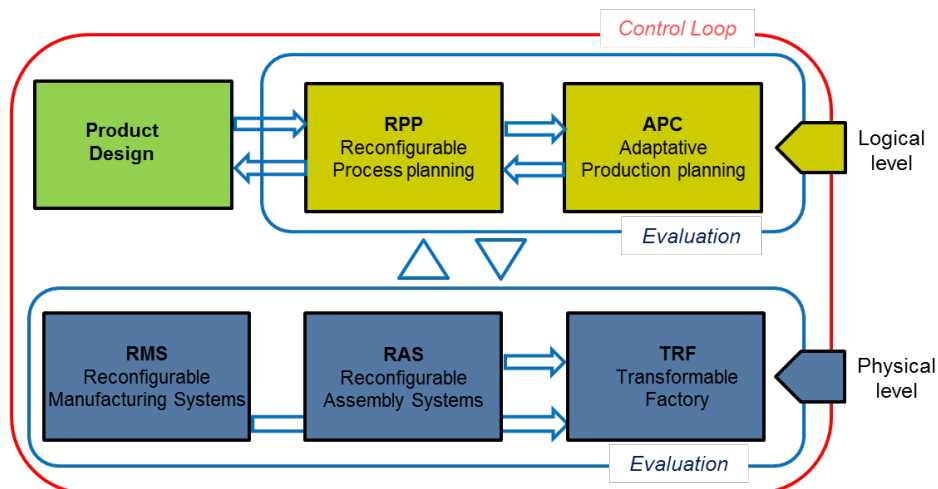 Control Loop
Product
Design
RPP
Reconfigurable
Process planning
APC
Adaptative
Production planning
Logical
level
Evaluation
RMS
Reconfigurable
Manufacturing Systems
RAS
Reconfigurable
Assembly Systems
TRF
Transformable
Factory
Physical
level
Evaluation